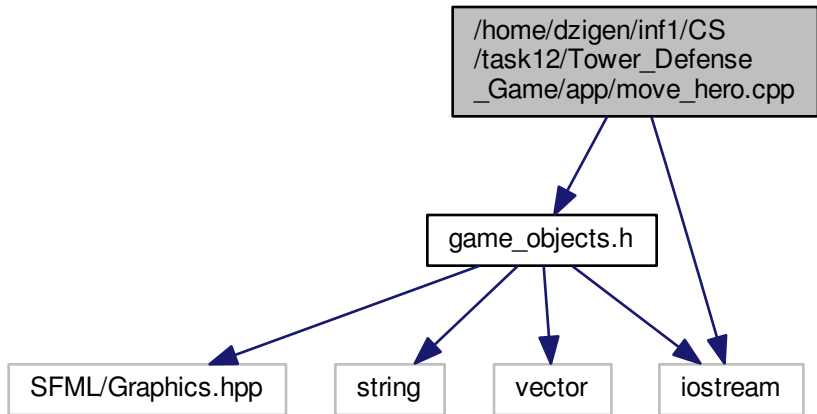 /home/dzigen/inf1/CS
/task12/Tower_Defense
_Game/app/move_hero.cpp
game_objects.h
SFML/Graphics.hpp
string
vector
iostream